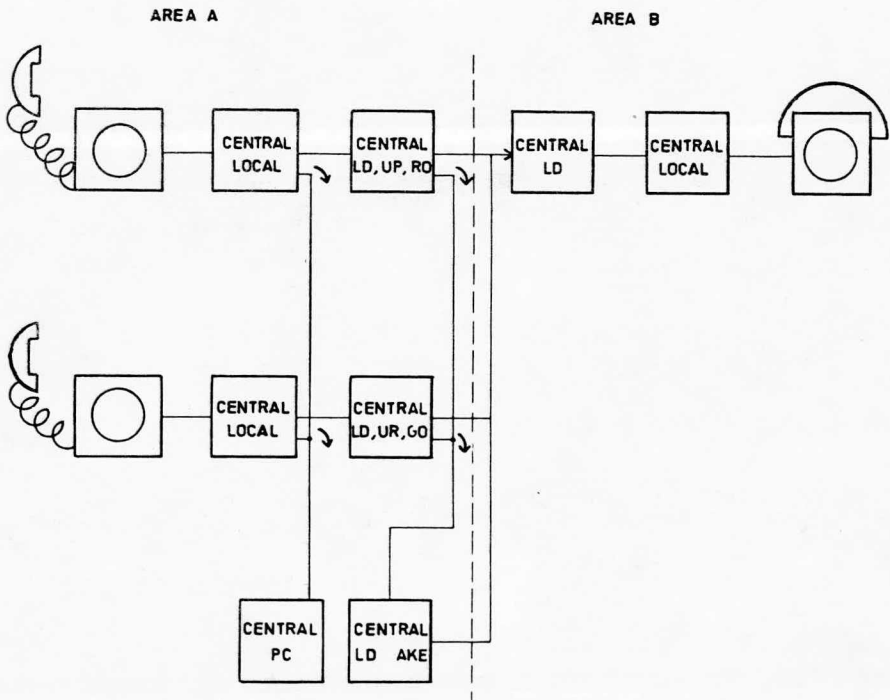 AREA A
AREA B
CENTRAL
LOCAL
CENTRAL
LD, UP, RO
CENTRAL
LD
CENTRAL
LOCAL
CENTRAL
LOCAL
CENTRAL
LD, UR, GO
CENTRAL
PC
CENTRAL
LD AKE